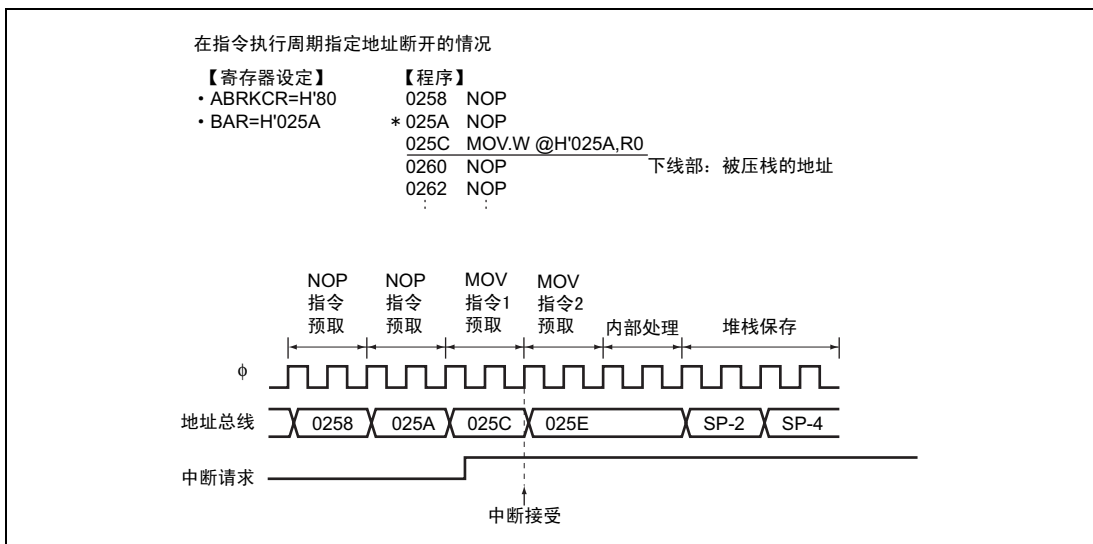 在指令执行周期指定地址断开的情况
【寄存器设定】 【程序】
・ABRKCR=H'80 0258 NOP
・BAR=H'025A * 025A NOP
025C MOV.W @H'025A,R0
0260 NOP 下线部：被压栈的地址
0262 NOP
: :
NOP 指令 预取
NOP 指令 预取
MOV 指令1 预取
MOV 指令2 预取
内部处理
堆栈保存
φ
地址总线 0258 025A 025C 025E SP-2 SP-4
中断请求
中断接受